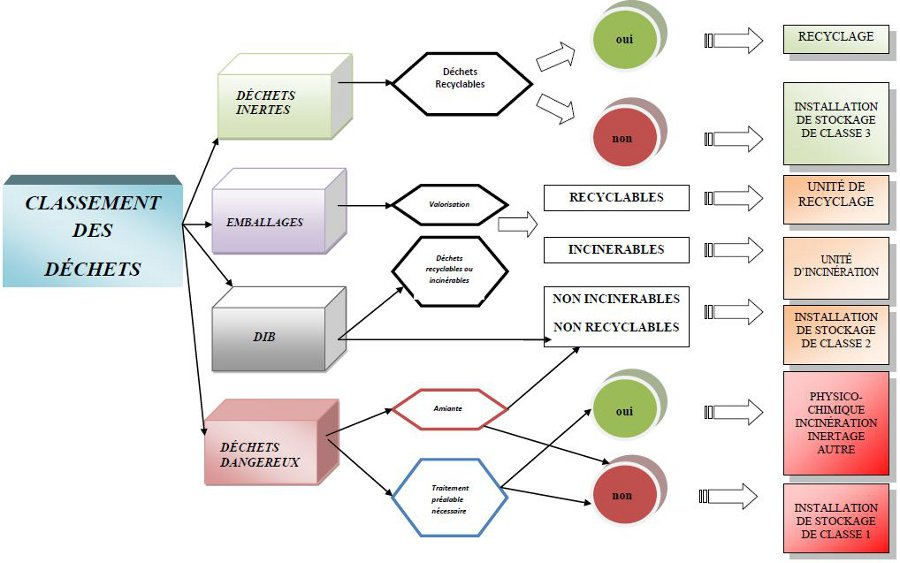 CLASSEMENT
DES
DÉCHETS
DÉCHETS
INERTES
EMBALLAGES
DIB
DÉCHETS
DANGEREUX
Déchets
Recyclables
Valorisation
Déchets
recyclables ou
incinérables
Amiante
Traitement
préalable
nécessaire
oui
non
RECYCLABLES
INCINERABLES
NON INCINERABLES
NON RECYCLABLES
oui
non
RECYCLAGE
INSTALLATION
DE STOCKAGE
DE CLASSE 3
UNITÉ DE
RECYCLAGE
UNITÉ
D'INCINÉRATION
INSTALLATION
DE STOCKAGE
DE CLASSE 2
PHYSICO-
CHIMIQUE
INCINÉRATION
INERTAGE
AUTRE
INSTALLATION
DE STOCKAGE
DE CLASSE 1